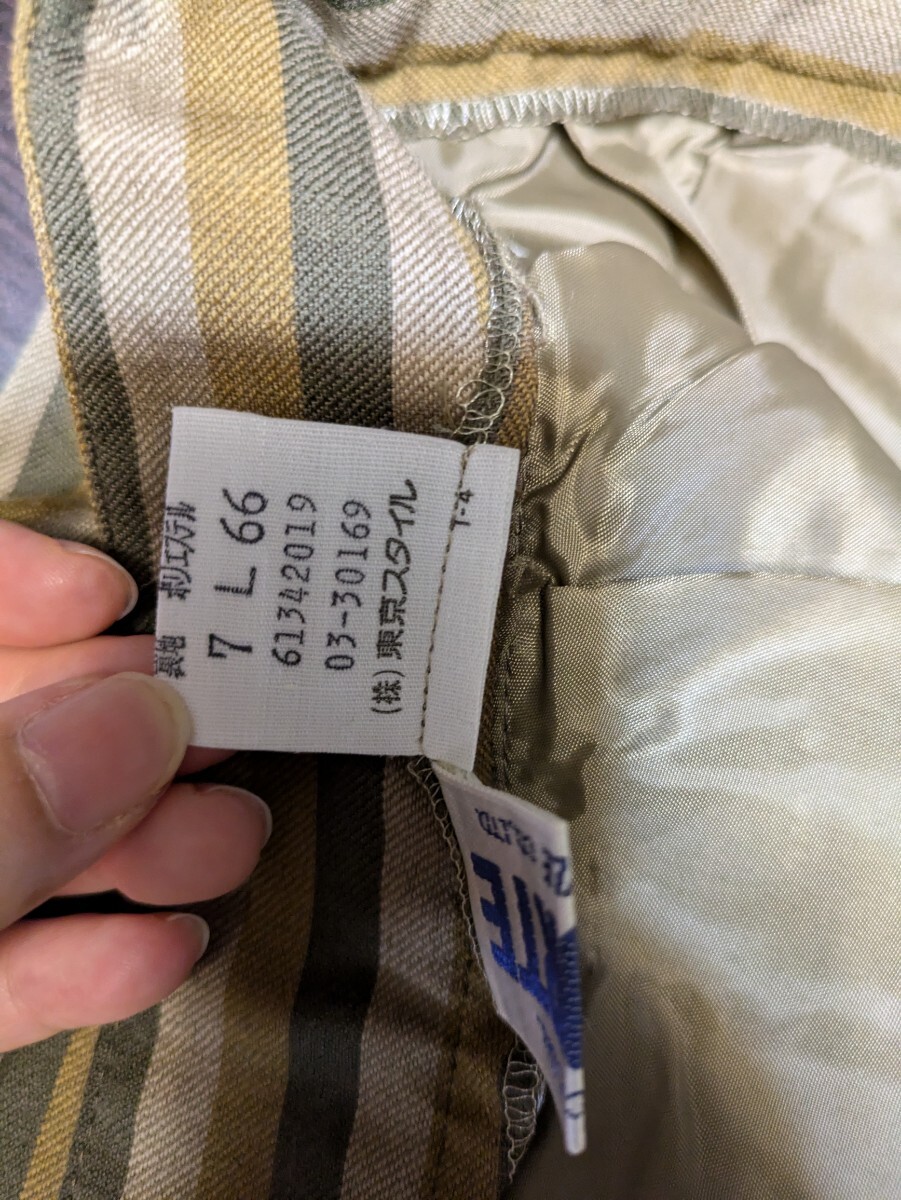 裏地 ポリエステル
7 L 66
61342019
03-30169
(株)東京スタイル
T-4